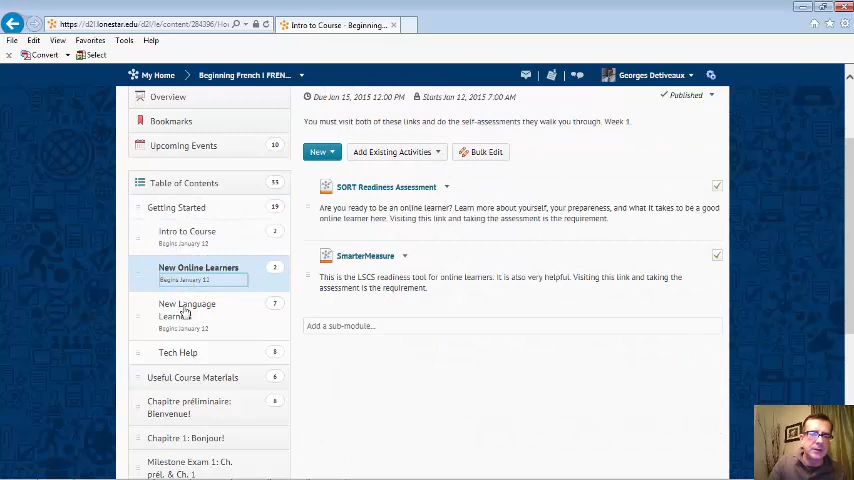 https://d2l.lonestar.edu/d2l/le/content/284396/Ho
Intro to Course - Beginning...
File Edit View Favorites Tools Help
Convert Select
My Home
Beginning French I FREN...
Georges Detiveaux
Overview
Bookmarks
Upcoming Events 10
Table of Contents 33
Getting Started 19
Intro to Course 2
Begins January 12
New Online Learners 2
Begins January 12
New Language 7
Begins January 12
Tech Help 8
Useful Course Materials 6
Chapitre préliminaire: 8
Bienvenue!
Chapitre 1: Bonjour!
Milestone Exam 1: Ch.
prél. & Ch. 1
Due Jan 15, 2015 12:00 PM Starts Jan 12, 2015 7:00 AM
Published
You must visit both of these links and do the self-assessments they walk you through. Week 1.
New Add Existing Activities Bulk Edit
SORT Readiness Assessment
Are you ready to be an online learner? Learn more about yourself, your preparedness, and what it takes to be a good
online learner here. Visiting this link and taking the assessment is the requirement.
SmarterMeasure
This is the LSCS readiness tool for online learners. It is also very helpful. Visiting this link and taking the
assessment is the requirement.
Add a sub-module...